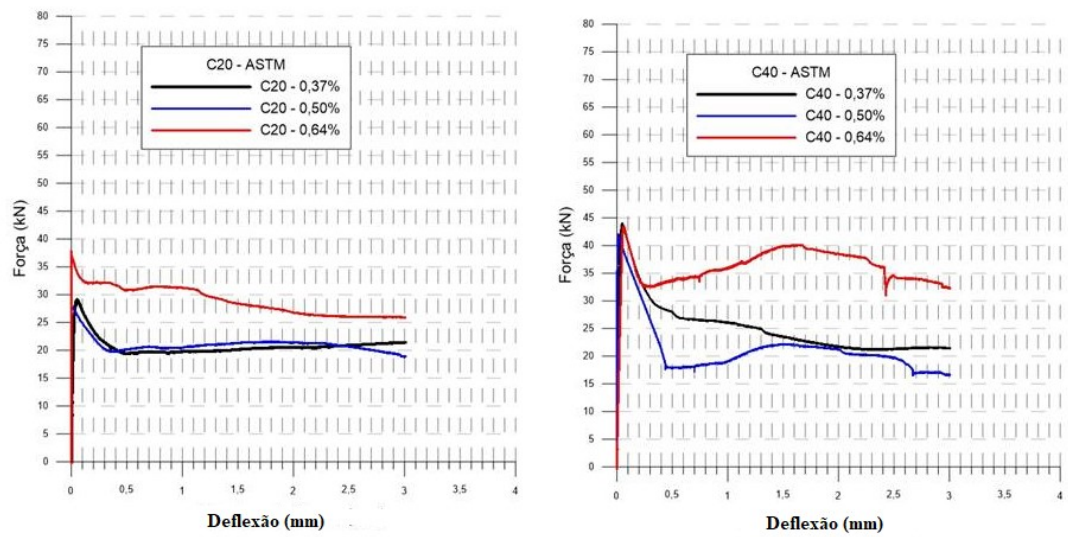 80
75
70
65
60
55
50
45
40
35
30
25
20
15
10
5
0
Força (kN)
C20 - ASTM
C20 - 0,37%
C20 - 0,50%
C20 - 0,64%
0 0,5 1 1,5 2 2,5 3 3,5 4
Deflexão (mm)
80
75
70
65
60
55
50
45
40
35
30
25
20
15
10
5
0
Força (kN)
C40 - ASTM
C40 - 0,37%
C40 - 0,50%
C40 - 0,64%
0 0,5 1 1,5 2 2,5 3 3,5 4
Deflexão (mm)